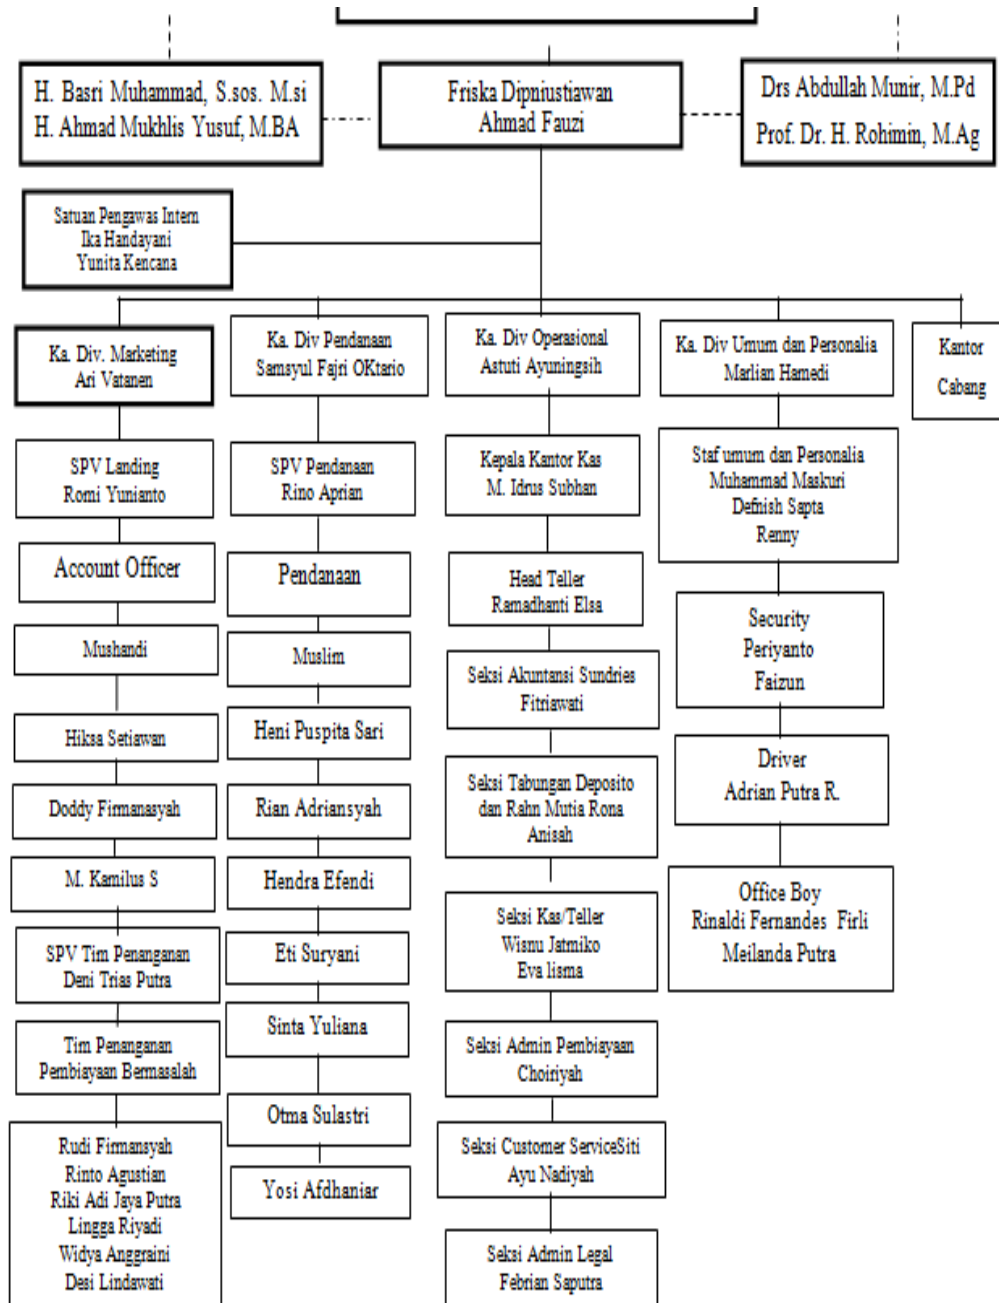 H. Basri Muhammad, S.sos. M.si
H. Ahmad Mukhlis Yusuf, M.BA
Friska Dipniustiawan
Ahmad Fauzi
Drs Abdullah Munir, M.Pd
Prof. Dr. H. Rohimin, M.Ag
Satuan Pengawas Intern
Ika Handayani
Yunita Kencana
Ka. Div. Marketing
Ari Vatanen
SPV Landing
Romi Yunianto
Account Officer
Mushandi
Hiksa Setiawan
Doddy Firmanasyah
M. Kamilus S
SPV Tim Penanganan
Deni Trias Putra
Tim Penanganan
Pembiayaan Bermasalah
Rudi Firmansyah
Rinto Agustian
Riki Adi Jaya Putra
Lingga Riyadi
Widya Anggraini
Desi Lindawati
Ka. Div Pendanaan
Samsyul Fajri OKtario
SPV Pendanaan
Rino Aprian
Pendanaan
Muslim
Heni Puspita Sari
Rian Adriansyah
Hendra Efendi
Eti Suryani
Sinta Yuliana
Otma Sulastri
Yosi Afdhaniar
Ka. Div Operasional
Astuti Ayuningsih
Kepala Kantor Kas
M. Idrus Subhan
Head Teller
Ramadhanti Elsa
Seksi Akuntansi Sundries
Fitriawati
Seksi Tabungan Deposito
dan Rahn Mutia Rona
Anisah
Seksi Kas/Teller
Wisnu Jatmiko
Eva lisma
Seksi Admin Pembiayaan
Choiriyah
Seksi Customer ServiceSiti
Ayu Nadiyah
Seksi Admin Legal
Febrian Saputra
Ka. Div Umum dan Personalia
Marlian Hamedi
Staf umum dan Personalia
Muhammad Maskuri
Defnish Sapta
Renny
Security
Periyanto
Faizun
Driver
Adrian Putra R.
Office Boy
Rinaldi Fernandes Firli
Meilanda Putra
Kantor
Cabang